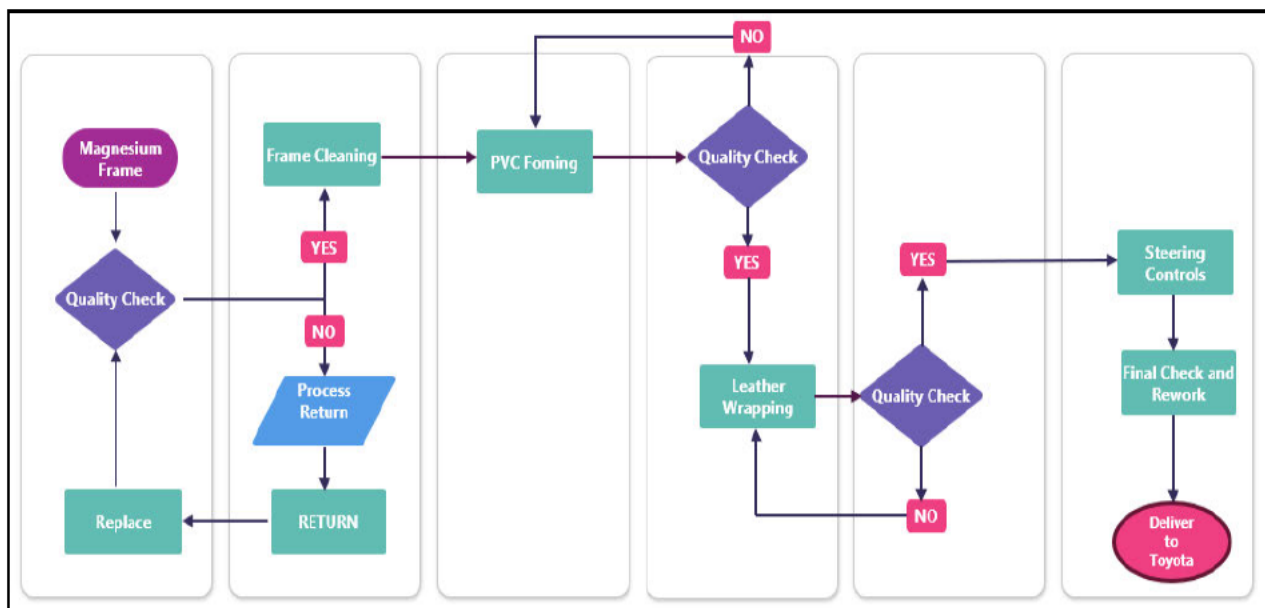 NO
Magnesium
Frame
Frame Cleaning
PVC Foming
Quality Check
Quality Check
YES
YES
YES
Steering
Controls
NO
Process
Return
Leather
Wrapping
Quality Check
Final Check and
Rework
Replace
RETURN
NO
Deliver
to
Toyota